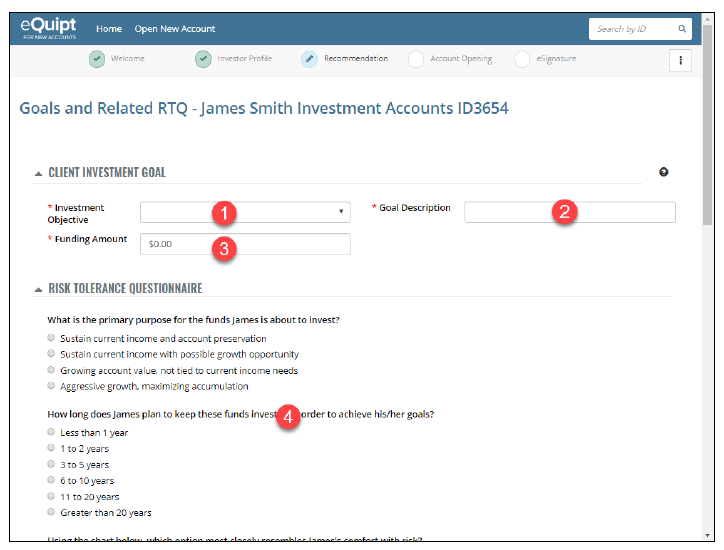 eQuipt
FOR NEW ACCOUNTS
Home Open New Account Search by ID
Welcome Investor Profile Recommendation Account Opening eSignature
Goals and Related RTQ - James Smith Investment Accounts ID3654
CLIENT INVESTMENT GOAL
* Investment Objective 1 * Goal Description 2
* Funding Amount $0.00 3
RISK TOLERANCE QUESTIONNAIRE
What is the primary purpose for the funds James is about to invest?
Sustain current income and account preservation
Sustain current income with possible growth opportunity
Growing account value, not tied to current income needs
Aggressive growth, maximizing accumulation
How long does James plan to keep these funds invest 4 order to achieve his/her goals?
Less than 1 year
1 to 2 years
3 to 5 years
6 to 10 years
11 to 20 years
Greater than 20 years
Using the chart below, which option most closely resembles James's comfort with risk?